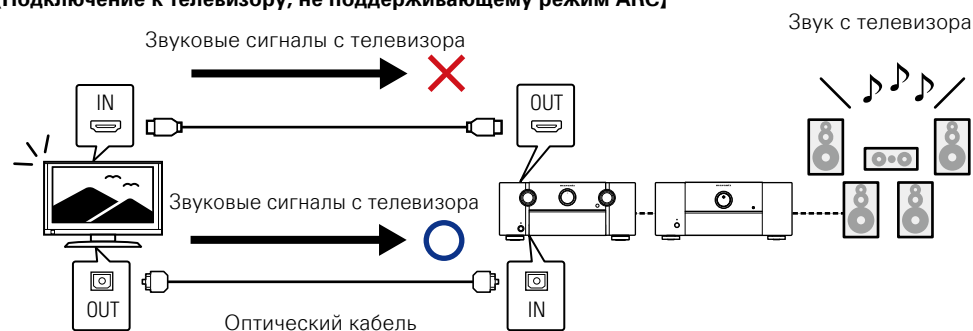 [Подключение к телевизору, не поддерживающему режим ARC]
Звук с телевизора
Звуковые сигналы с телевизора
IN
OUT
Звуковые сигналы с телевизора
OUT
IN
Оптический кабель